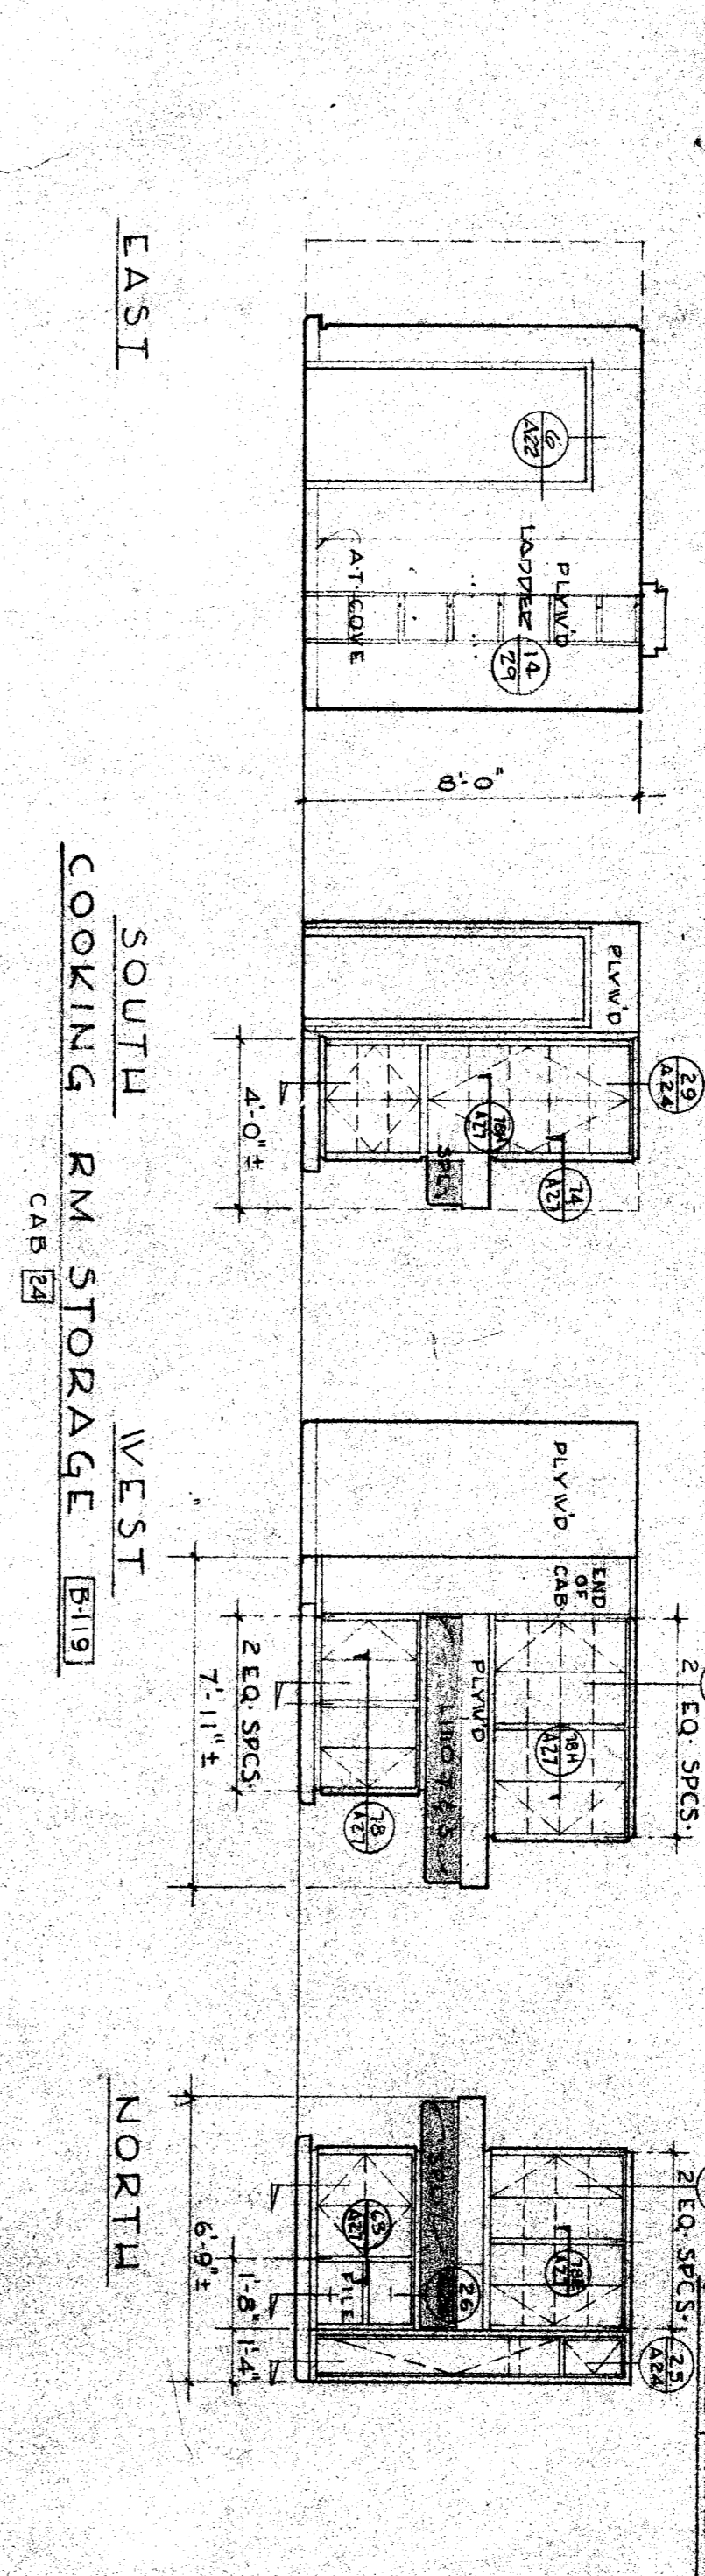 PLYW'D
LADDER
14
29
6
A22
A.T. COVE
8'-0"
EAST
29
A24
PLYW'D
74
A27
78H
A27
SPL.
4'-0" ±
SOUTH
2 EQ. SPCS.
END
OF
CAB.
PLYW'D
78H
A27
PLYW'D
78
A27
2 EQ. SPCS.
7'-11" ±
WEST
2 EQ. SPCS.
25
A24
A27
26
FILE
A27
1'-8"
1'-4"
6'-9" ±
NORTH
COOKING RM STORAGE B-119
CAB 24